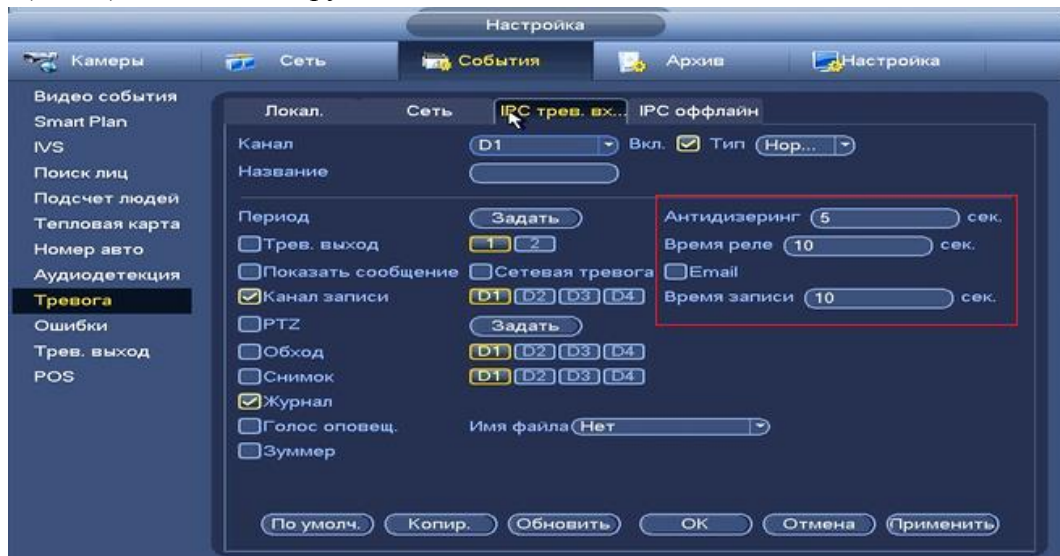 Настройка
Камеры Сеть События Архив Настройка
Видео события
Smart Plan
IVS
Поиск лиц
Подсчет людей
Тепловая карта
Номер авто
Аудиодетекция
Тревога
Ошибки
Трев. выход
POS
Локал. Сеть IPC трев. вх... IPC оффлайн
Канал D1 Вкл. Тип Нор...
Название
Период Задать Антидизеринг 5 сек.
Трев. выход 1 2 Время реле 10 сек.
Показать сообщение Сетевая тревога Email
Канал записи D1 D2 D3 D4 Время записи 10 сек.
PTZ Задать
Обход D1 D2 D3 D4
Снимок D1 D2 D3 D4
Журнал
Голос оповещ. Имя файла Нет
Зуммер
По умолч. Копир. Обновить OK Отмена Применить